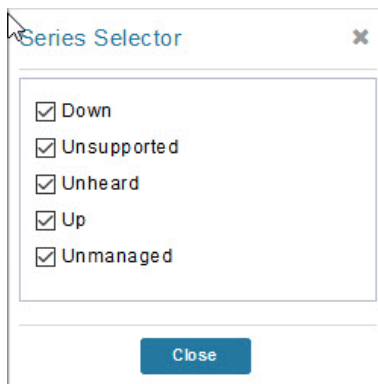 Series Selector
Down
Unsupported
Unheard
Up
Unmanaged
Close